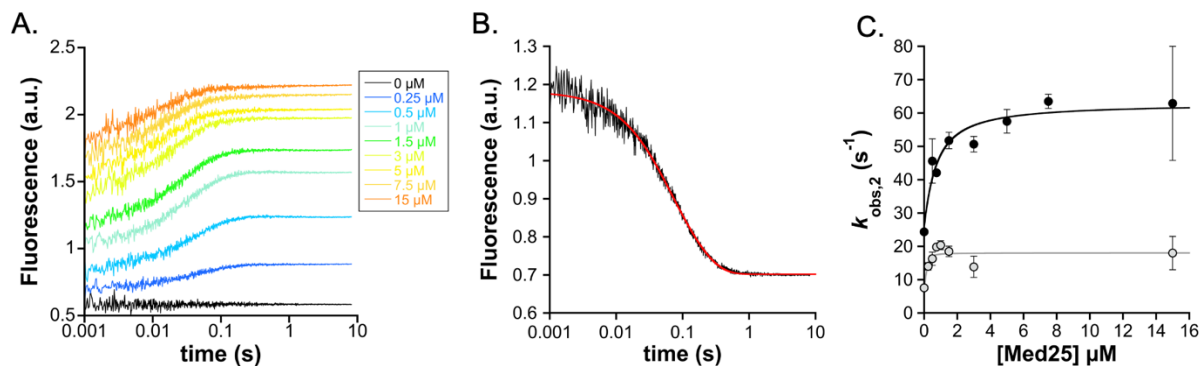 A.
Fluorescence (a.u.)
2.5
2
1.5
1
0.5
0.001
0.01
0.1
1
10
time (s)
0 µM
0.25 µM
0.5 µM
1 µM
1.5 µM
3 µM
5 µM
7.5 µM
15 µM
B.
Fluorescence (a.u.)
1.3
1.2
1.1
1.0
0.9
0.8
0.7
0.6
0.001
0.01
0.1
1
10
time (s)
C.
kobs,2 (s-1)
80
70
60
50
40
30
20
10
0
0
2
4
6
8
10
12
14
16
[Med25] µM